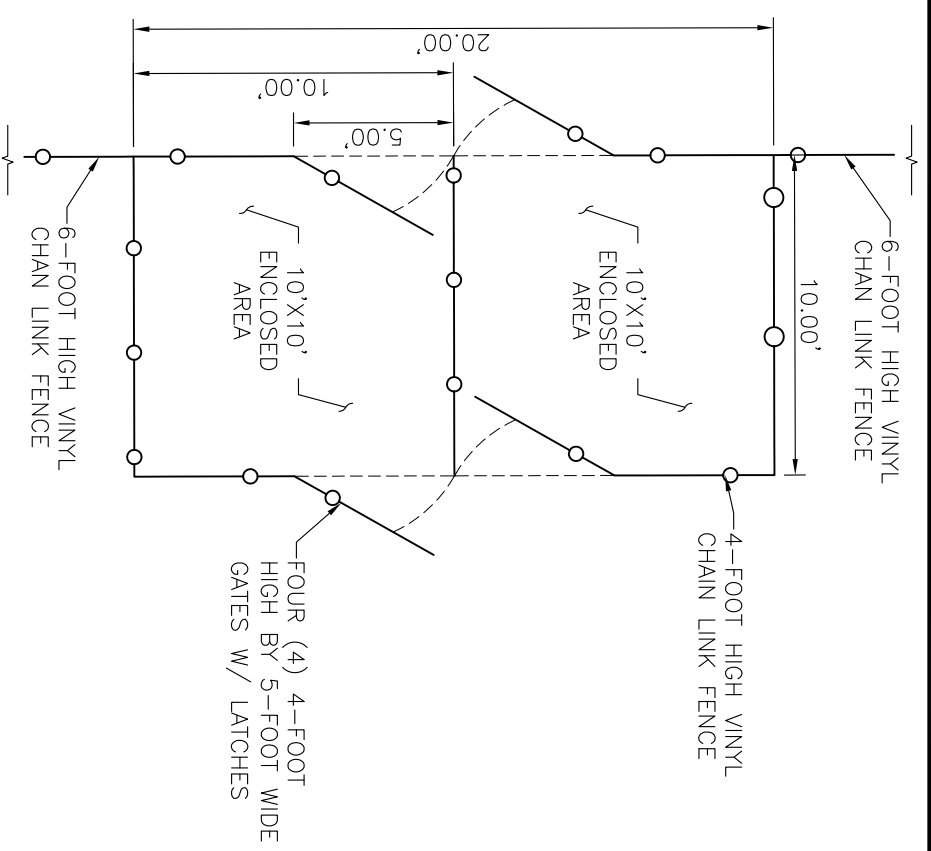 6-FOOT HIGH VINYL
CHAN LINK FENCE
10.00'
4-FOOT HIGH VINYL
CHAIN LINK FENCE
10'X10'
ENCLOSED
AREA
20.00'
10.00'
5.00'
10'X10'
ENCLOSED
AREA
FOUR (4) 4-FOOT
HIGH BY 5-FOOT WIDE
GATES W/ LATCHES
6-FOOT HIGH VINYL
CHAN LINK FENCE